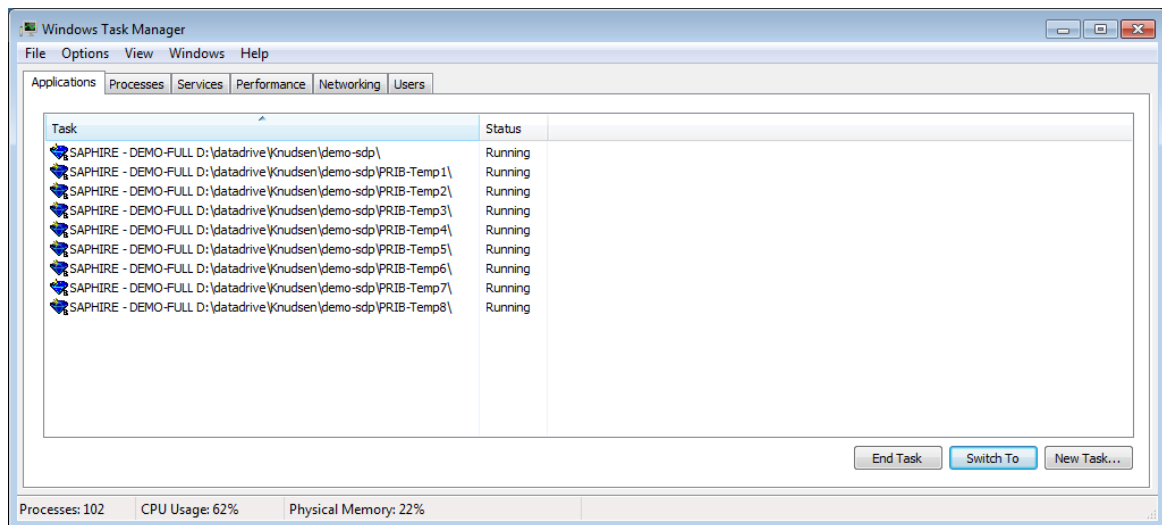 Windows Task Manager
File Options View Windows Help
Applications Processes Services Performance Networking Users
Task Status
SAPHIRE - DEMO-FULL D:\datadrive\Knudsen\demo-sdp\ Running
SAPHIRE - DEMO-FULL D:\datadrive\Knudsen\demo-sdp\PRIB-Temp1\ Running
SAPHIRE - DEMO-FULL D:\datadrive\Knudsen\demo-sdp\PRIB-Temp2\ Running
SAPHIRE - DEMO-FULL D:\datadrive\Knudsen\demo-sdp\PRIB-Temp3\ Running
SAPHIRE - DEMO-FULL D:\datadrive\Knudsen\demo-sdp\PRIB-Temp4\ Running
SAPHIRE - DEMO-FULL D:\datadrive\Knudsen\demo-sdp\PRIB-Temp5\ Running
SAPHIRE - DEMO-FULL D:\datadrive\Knudsen\demo-sdp\PRIB-Temp6\ Running
SAPHIRE - DEMO-FULL D:\datadrive\Knudsen\demo-sdp\PRIB-Temp7\ Running
SAPHIRE - DEMO-FULL D:\datadrive\Knudsen\demo-sdp\PRIB-Temp8\ Running
End Task Switch To New Task...
Processes: 102 CPU Usage: 62% Physical Memory: 22%